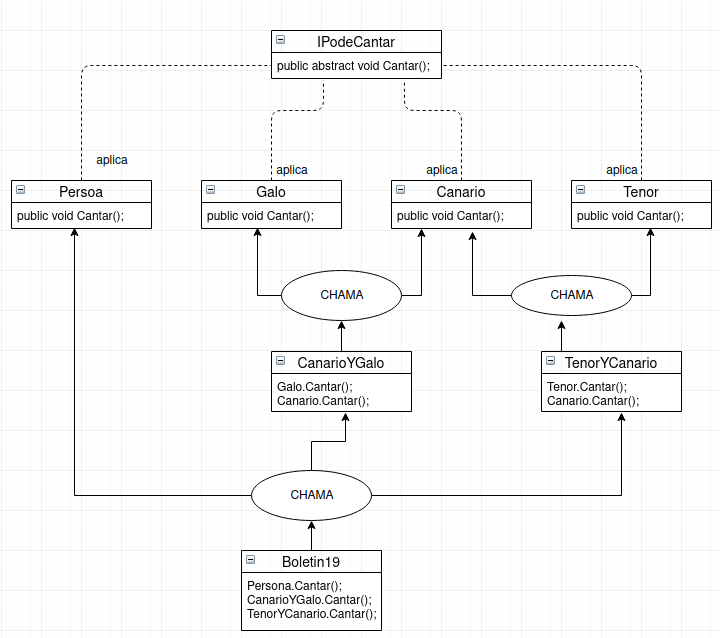 IPodeCantar
public abstract void Cantar();
aplica
aplica
aplica
aplica
Persoa
public void Cantar();
Galo
public void Cantar();
Canario
public void Cantar();
Tenor
public void Cantar();
CHAMA
CHAMA
CanarioYGalo
Galo.Cantar();
Canario.Cantar();
TenorYCanario
Tenor.Cantar();
Canario.Cantar();
CHAMA
Boletin19
Persona.Cantar();
CanarioYGalo.Cantar();
TenorYCanario.Cantar();